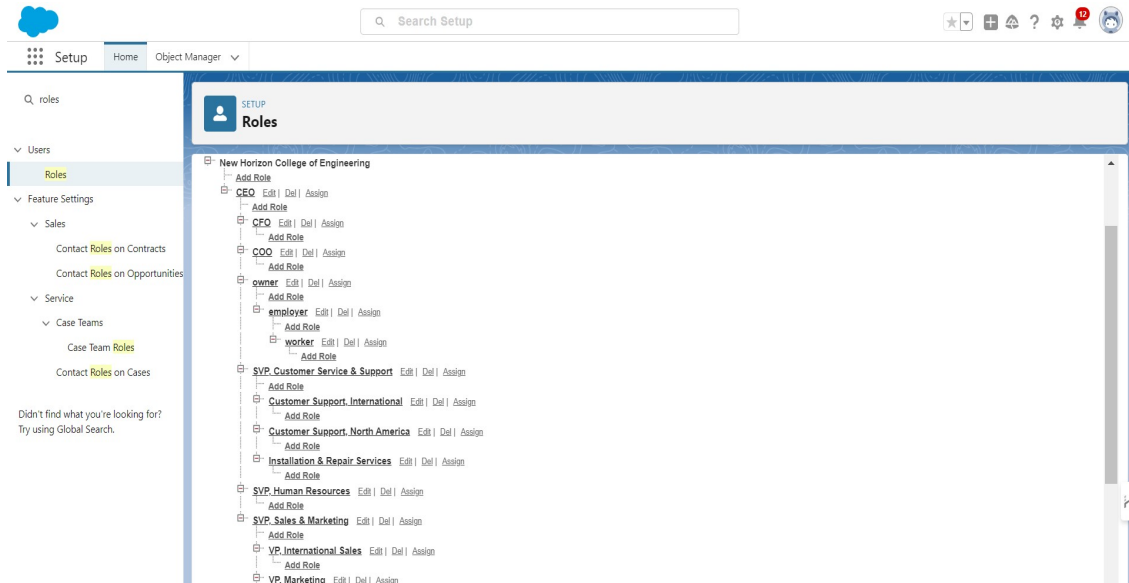 Search Setup
12
Setup
Home
Object Manager
roles
Users
Roles
Feature Settings
Sales
Contact Roles on Contracts
Contact Roles on Opportunities
Service
Case Teams
Case Team Roles
Contact Roles on Cases
Didn't find what you're looking for?
Try using Global Search.
SETUP
Roles
New Horizon College of Engineering
Add Role
CEO Edit | Del | Assign
Add Role
CFO Edit | Del | Assign
Add Role
COO Edit | Del | Assign
Add Role
owner Edit | Del | Assign
Add Role
employer Edit | Del | Assign
Add Role
worker Edit | Del | Assign
Add Role
SVP, Customer Service & Support Edit | Del | Assign
Add Role
Customer Support, International Edit | Del | Assign
Add Role
Customer Support, North America Edit | Del | Assign
Add Role
Installation & Repair Services Edit | Del | Assign
Add Role
SVP, Human Resources Edit | Del | Assign
Add Role
SVP, Sales & Marketing Edit | Del | Assign
Add Role
VP, International Sales Edit | Del | Assign
Add Role
VP, Marketing Edit | Del | Assign